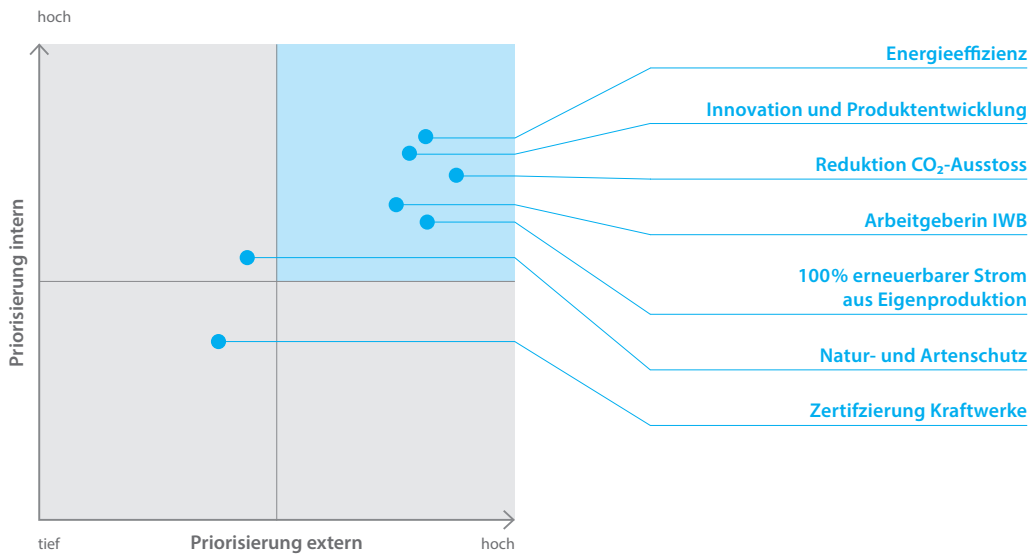 hoch
Energieeffizienz
Innovation und Produktentwicklung
Reduktion CO₂-Ausstoss
Arbeitgeberin IWB
100% erneuerbarer Strom
aus Eigenproduktion
Natur- und Artenschutz
Zertifzierung Kraftwerke
Priorisierung intern
tief
Priorisierung extern
hoch